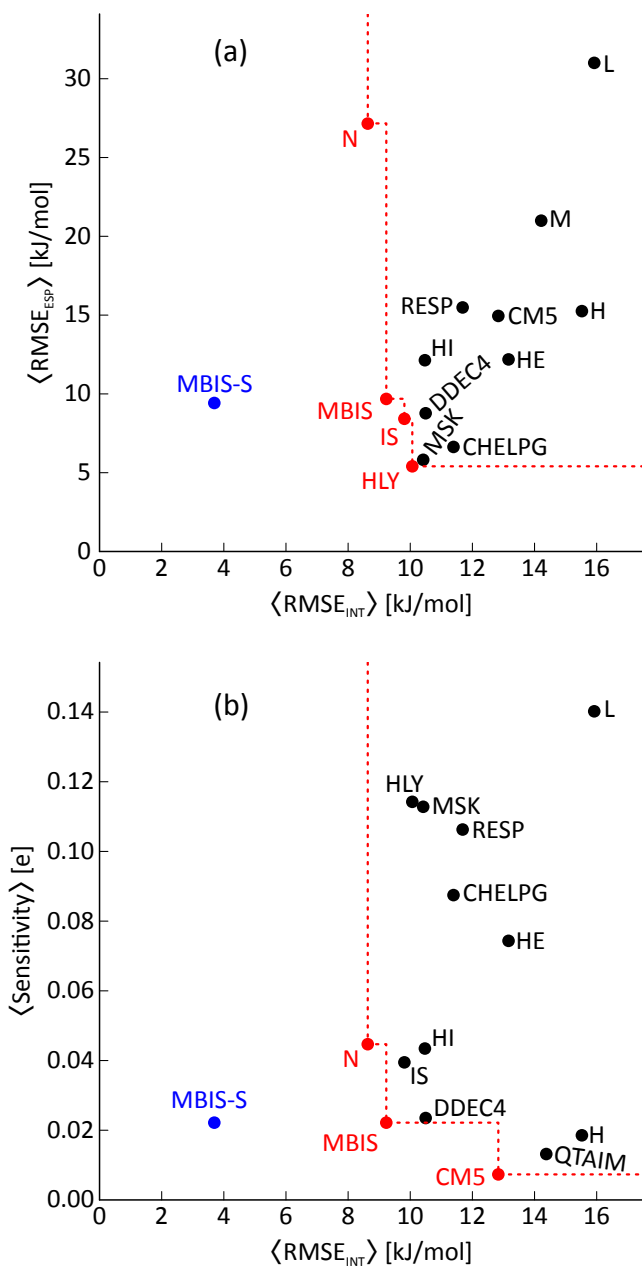 (a)
L
30
N
25
M
20
⟨RMSE_ESP⟩ [kJ/mol]
RESP
CM5
H
15
HI
HE
DDEC4
MBIS-S
10
MBIS
IS
MSK
CHELPG
5
HLY
0
0 2 4 6 8 10 12 14 16
⟨RMSE_INT⟩ [kJ/mol]
(b)
L
0.14
HLY
0.12
MSK
RESP
0.10
⟨Sensitivity⟩ [e]
CHELPG
0.08
HE
0.06
N
HI
0.04
IS
MBIS-S
DDEC4
0.02
MBIS
H
QTAIM
CM5
0.00
0 2 4 6 8 10 12 14 16
⟨RMSE_INT⟩ [kJ/mol]